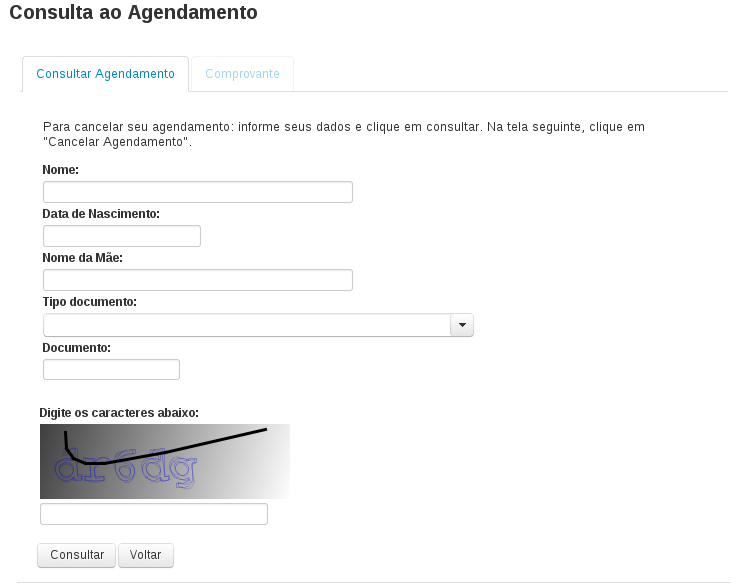 Consulta ao Agendamento
Consultar Agendamento
Comprovante
Para cancelar seu agendamento: informe seus dados e clique em consultar. Na tela seguinte, clique em
"Cancelar Agendamento".
Nome:
Data de Nascimento:
Nome da Mãe:
Tipo documento:
Documento:
Digite os caracteres abaixo:
Consultar
Voltar